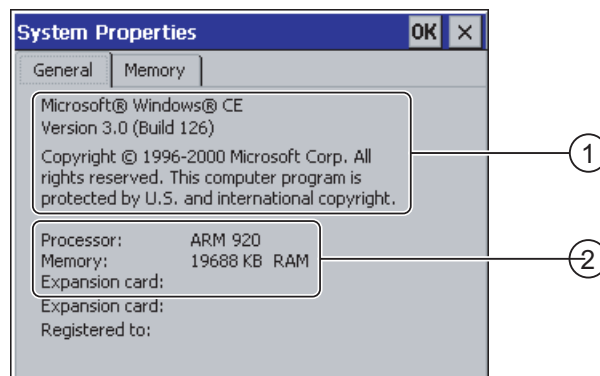 System Properties OK ×
General Memory
Microsoft® Windows® CE
Version 3.0 (Build 126)
Copyright © 1996-2000 Microsoft Corp. All
rights reserved. This computer program is
protected by U.S. and international copyright.
1
Processor: ARM 920
Memory: 19688 KB RAM
2
Expansion card:
Expansion card:
Registered to: